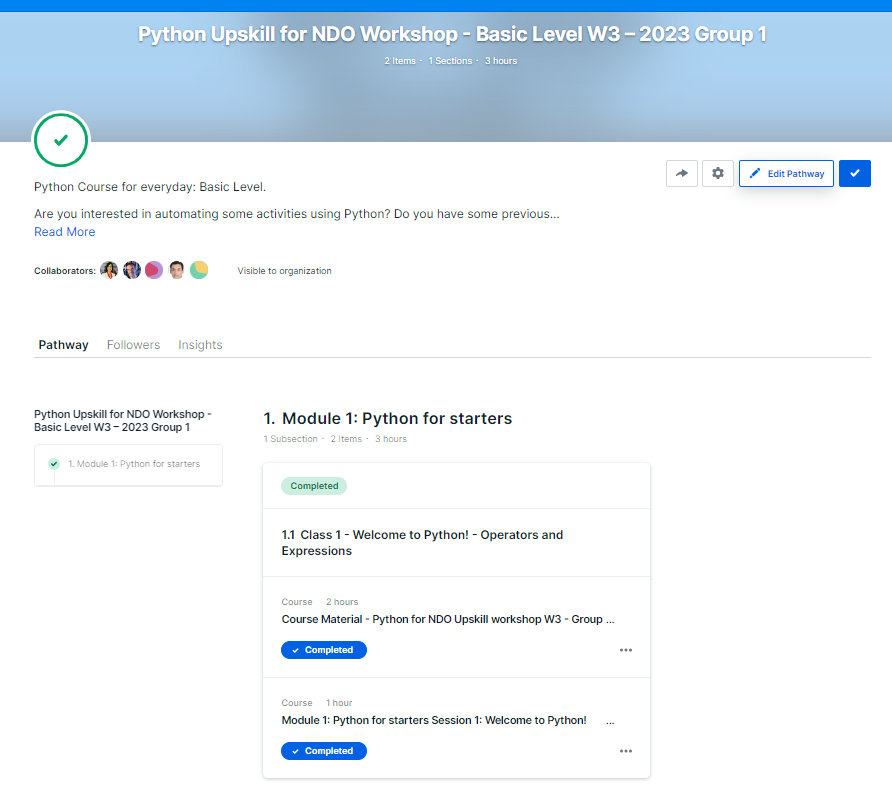 Python Upskill for NDO Workshop - Basic Level W3 – 2023 Group 1
2 Items · 1 Sections · 3 hours
Edit Pathway
Python Course for everyday: Basic Level.
Are you interested in automating some activities using Python? Do you have some previous...
Read More
Collaborators:
Visible to organization
Pathway Followers Insights
Python Upskill for NDO Workshop -
Basic Level W3 – 2023 Group 1
1. Module 1: Python for starters
1. Module 1: Python for starters
1 Subsection · 2 Items · 3 hours
Completed
1.1 Class 1 - Welcome to Python! - Operators and
Expressions
Course 2 hours
Course Material - Python for NDO Upskill workshop W3 - Group ...
Completed
Course 1 hour
Module 1: Python for starters Session 1: Welcome to Python! ...
Completed